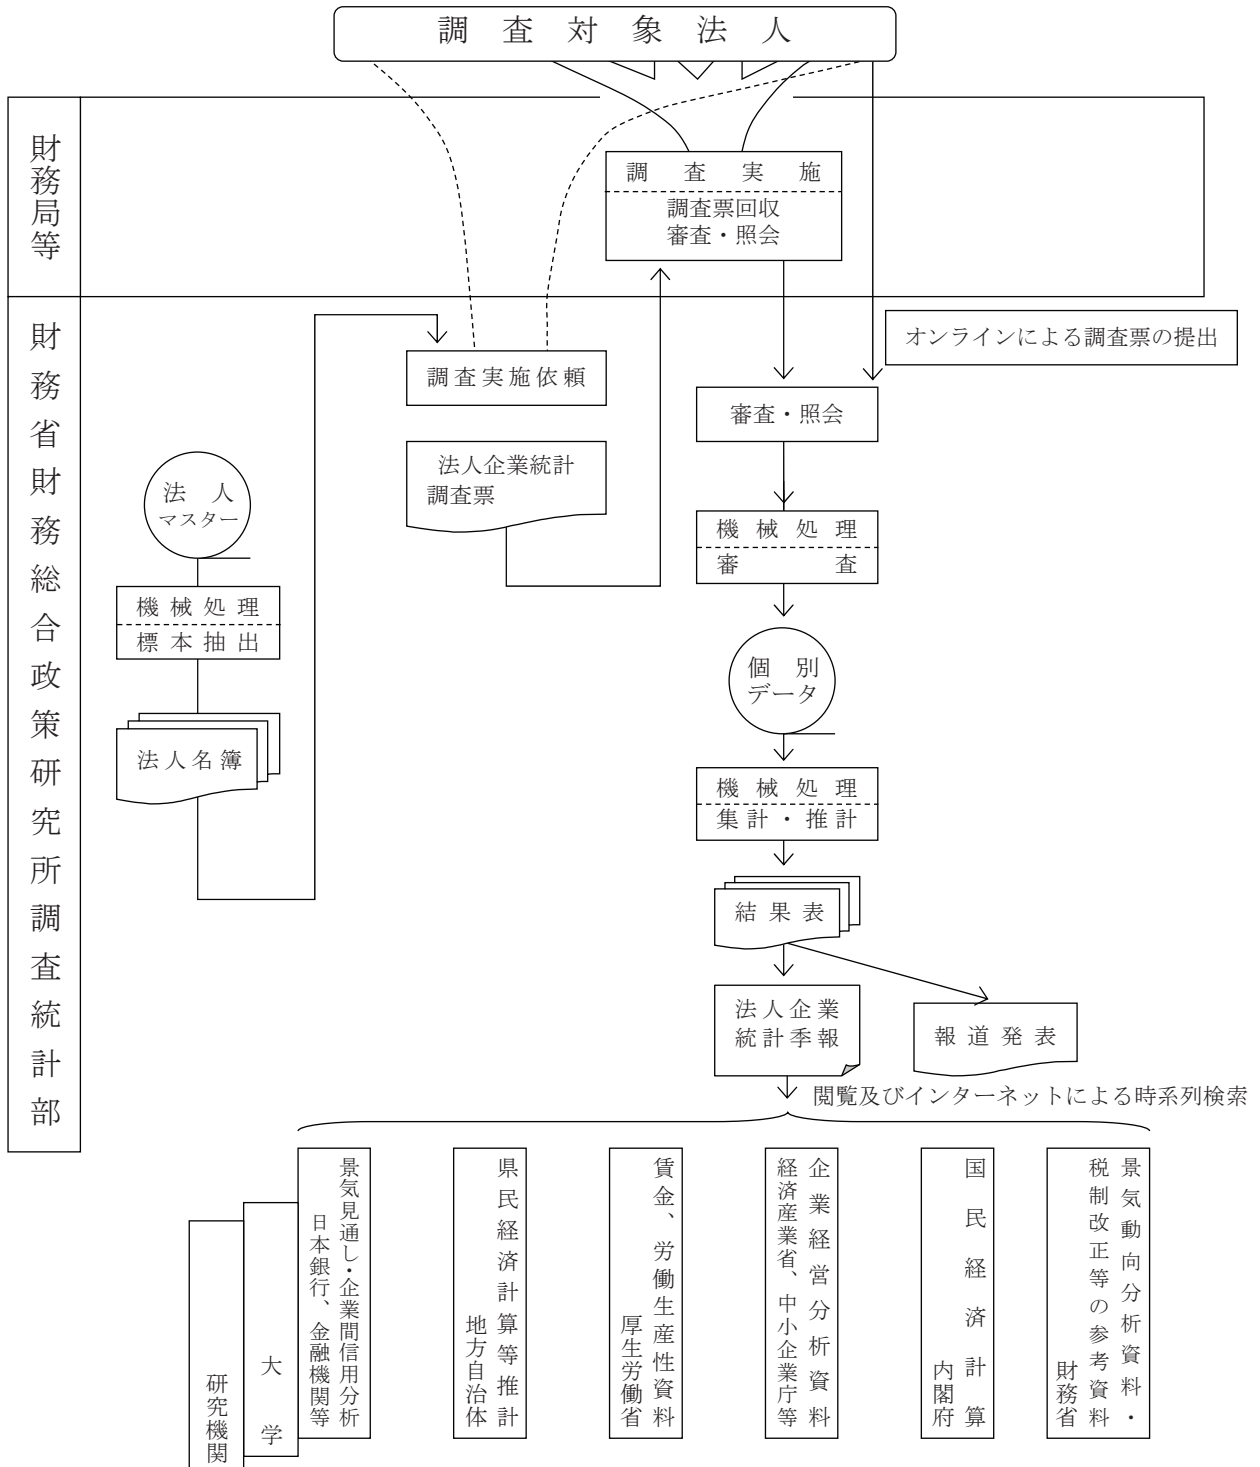 調査対象法人
財務局等
調査実施
調査票回収
審査・照会
財務省財務総合政策研究所調査統計部
オンラインによる調査票の提出
調査実施依頼
審査・照会
法人企業統計
調査票
法人
マスター
機械処理
審査
機械処理
標本抽出
個別
データ
法人名簿
機械処理
集計・推計
結果表
法人企業
統計季報
報道発表
閲覧及びインターネットによる時系列検索
景気動向分析資料・
税制改正等の参考資料
財務省
国民経済計算
内閣府
企業経営分析資料
経済産業省、中小企業庁等
賃金、労働生産性資料
厚生労働省
県民経済計算等推計
地方自治体
景気見通し・企業間信用分析
日本銀行、金融機関等
大学
研究機関